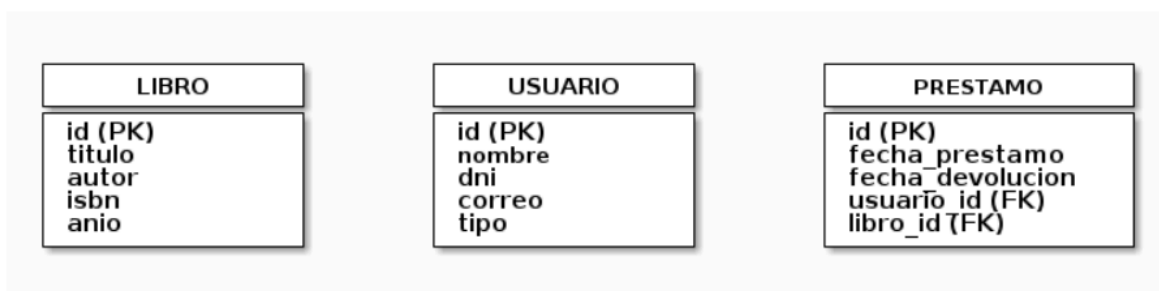 LIBRO
id (PK)
titulo
autor
isbn
anio
USUARIO
id (PK)
nombre
dni
correo
tipo
PRESTAMO
id (PK)
fecha_prestamo
fecha_devolucion
usuario_id (FK)
libro_id (FK)